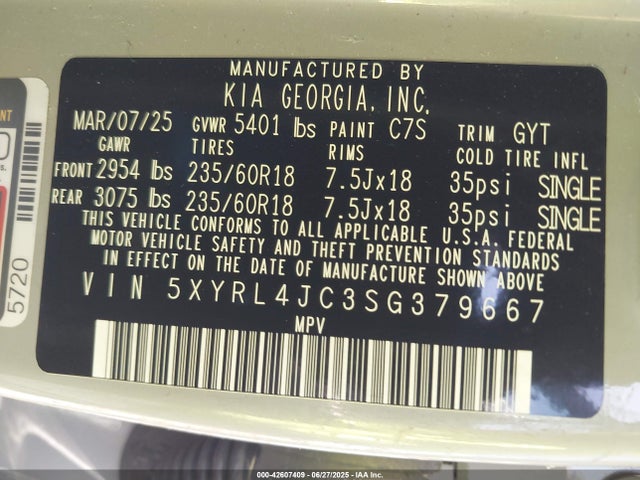 MANUFACTURED BY
KIA GEORGIA, INC.
MAR/07/25 GVWR 5401 lbs PAINT C7S TRIM GYT
GAWR TIRES RIMS COLD TIRE INFL
FRONT 2954 lbs 235/60R18 7.5Jx18 35psi SINGLE
REAR 3075 lbs 235/60R18 7.5Jx18 35psi SINGLE
THIS VEHICLE CONFORMS TO ALL APPLICABLE U.S.A. FEDERAL
MOTOR VEHICLE SAFETY AND THEFT PREVENTION STANDARDS
IN EFFECT ON THE DATE OF MANUFACTURE SHOWN ABOVE
VIN 5XYRL4JC3SG379667
MPV
5720
000-42607409 - 06/27/2025 - IAAI.COM